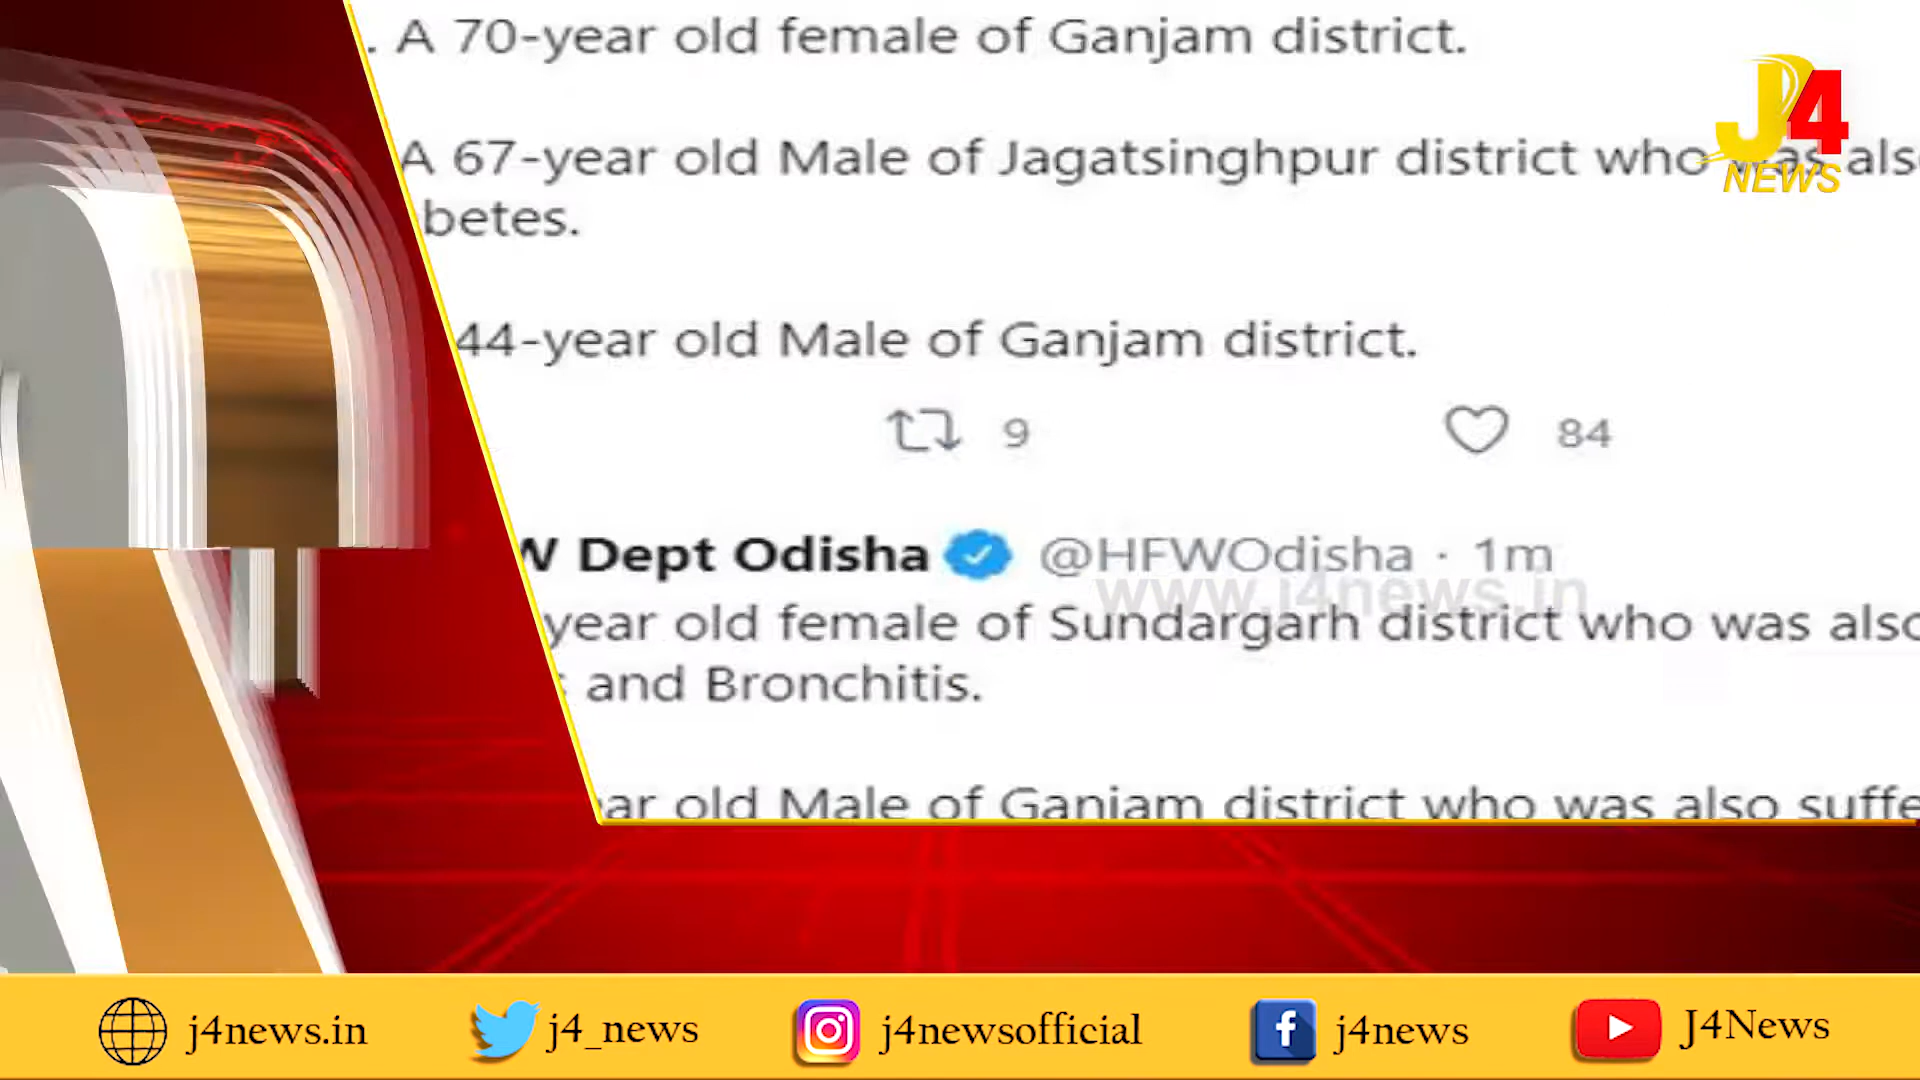 . A 70-year old female of Ganjam district.
A 67-year old Male of Jagatsinghpur district who was also
betes.
44-year old Male of Ganjam district.
9 84
W Dept Odisha @HFWOdisha · 1m
year old female of Sundargarh district who was also
and Bronchitis.
ar old Male of Ganjam district who was also suffe
J4
NEWS
www.j4news.in
j4news.in j4_news j4newsofficial j4news J4News